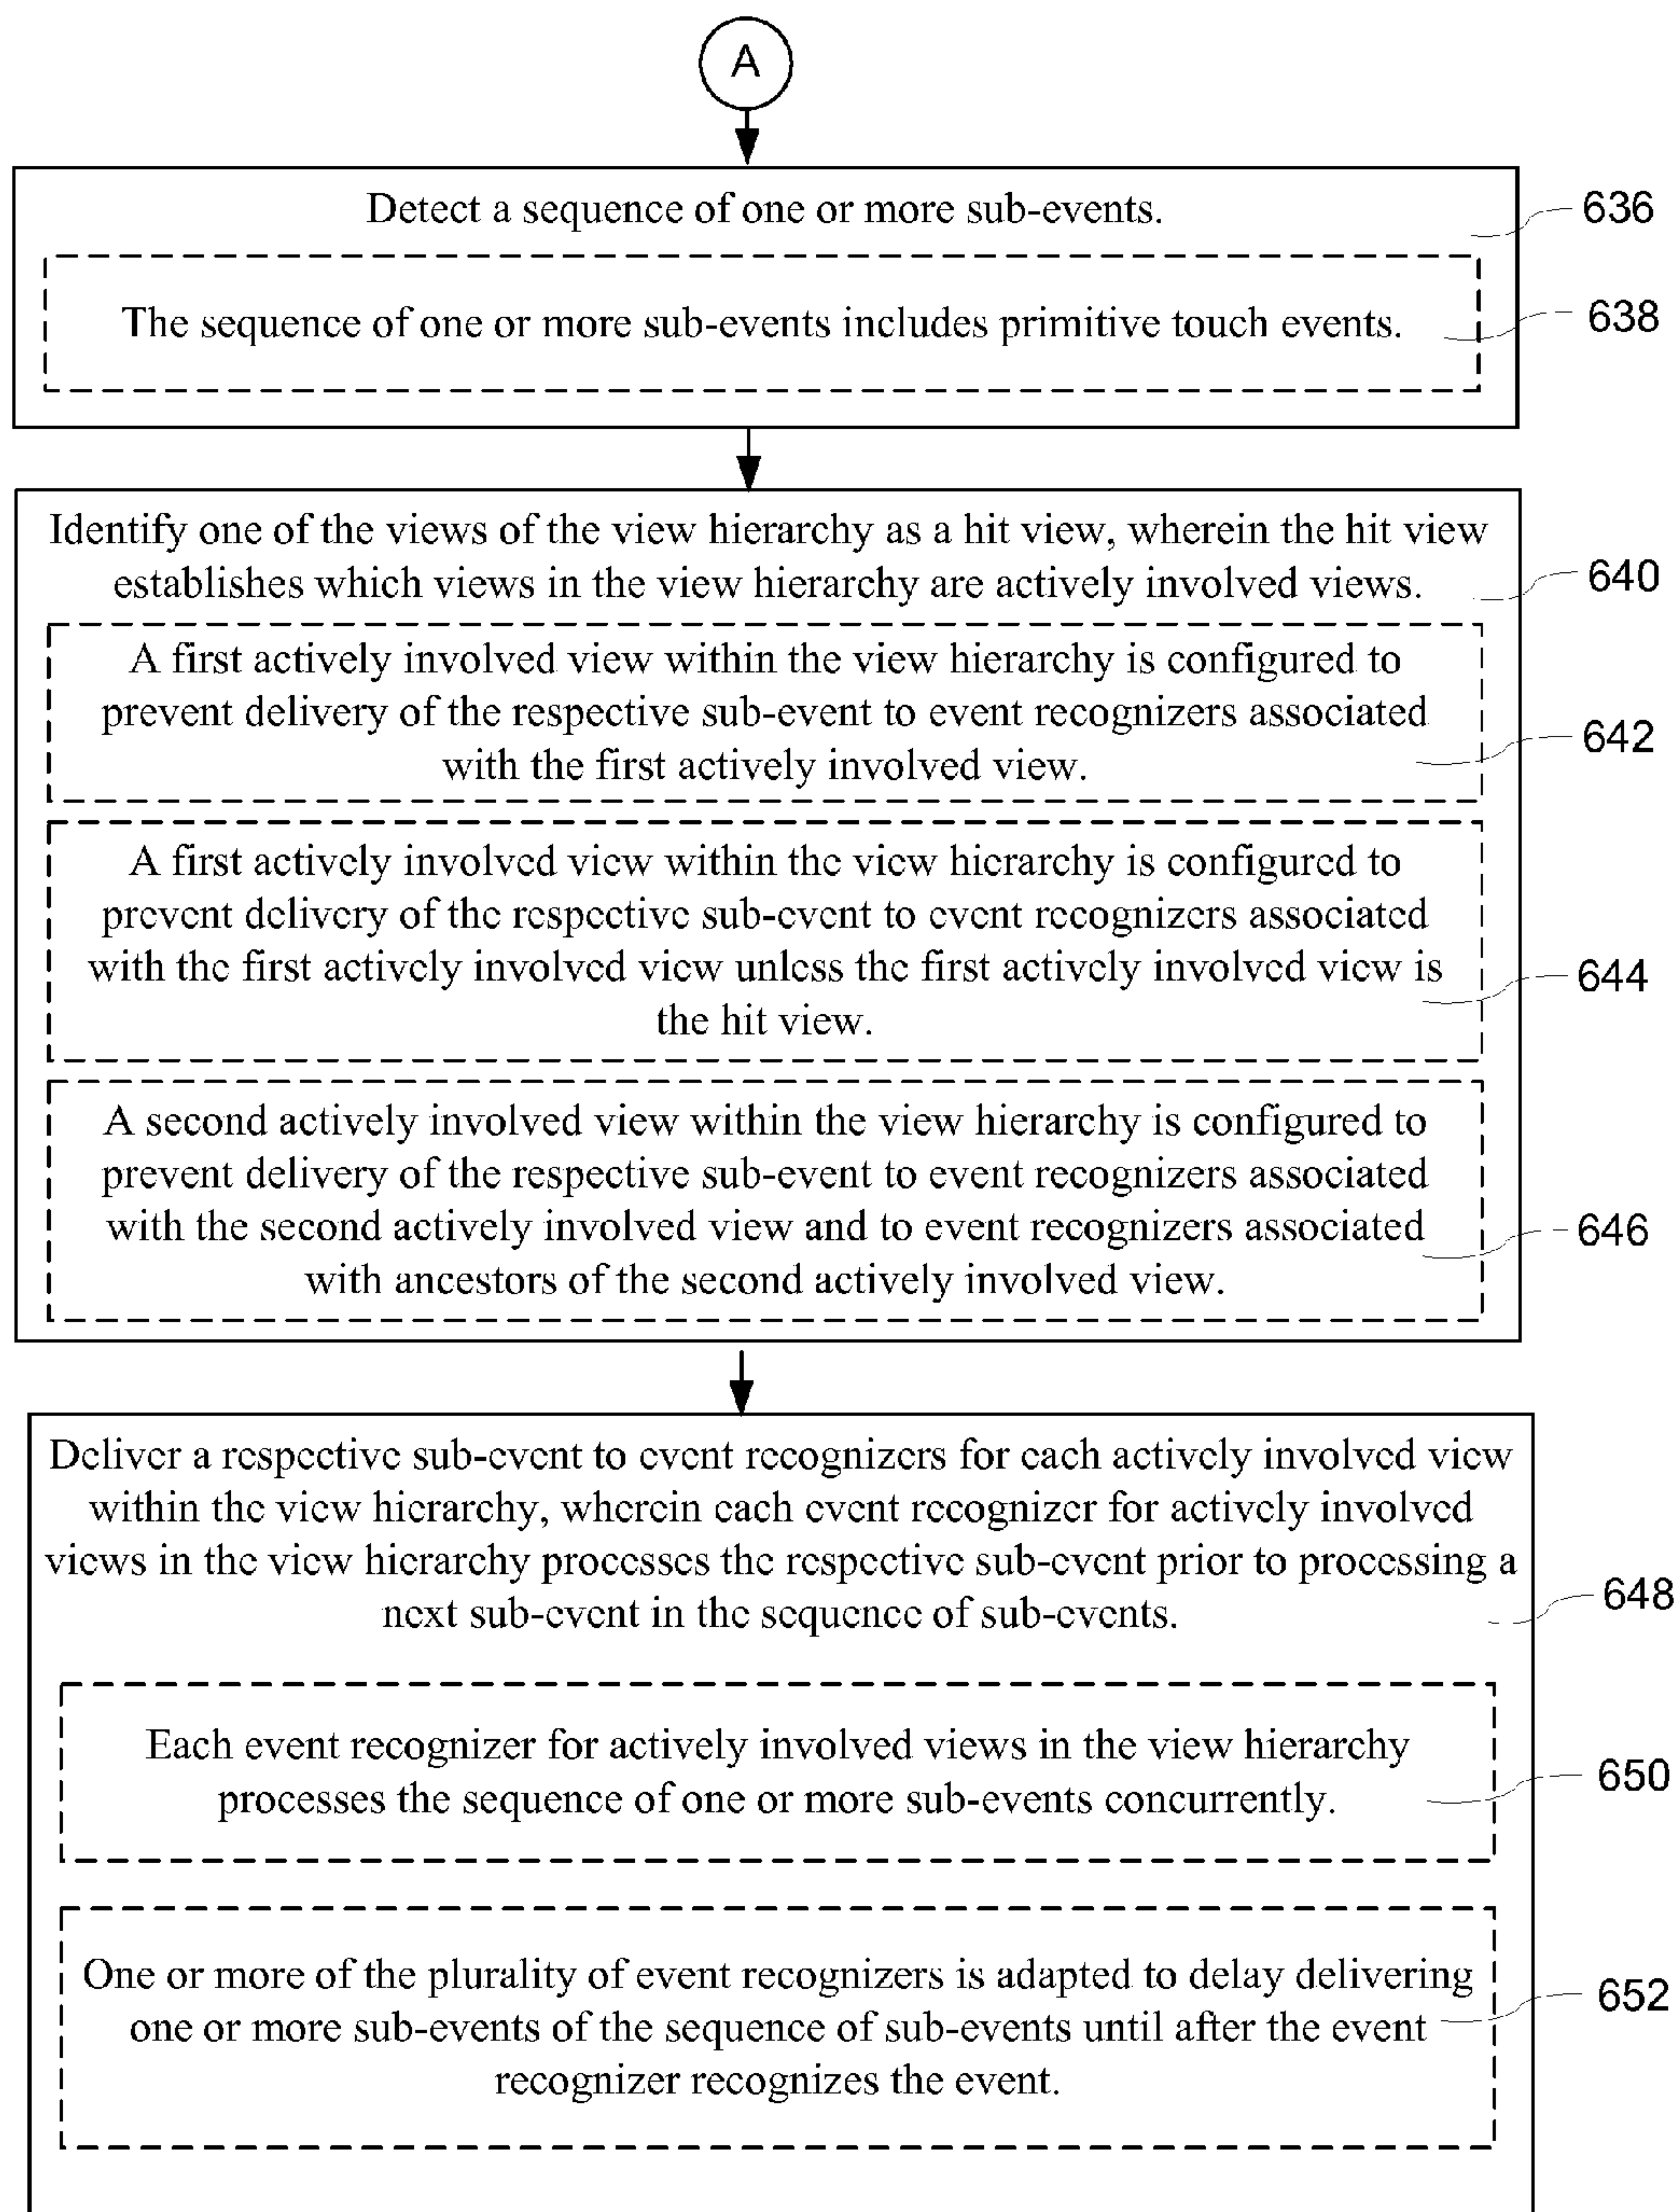 A
Detect a sequence of one or more sub-events.
636
The sequence of one or more sub-events includes primitive touch events.
638
Identify one of the views of the view hierarchy as a hit view, wherein the hit view
establishes which views in the view hierarchy are actively involved views.
640
A first actively involved view within the view hierarchy is configured to
prevent delivery of the respective sub-event to event recognizers associated
with the first actively involved view.
642
A first actively involved view within the view hierarchy is configured to
prevent delivery of the respective sub-event to event recognizers associated
with the first actively involved view unless the first actively involved view is
the hit view.
644
A second actively involved view within the view hierarchy is configured to
prevent delivery of the respective sub-event to event recognizers associated
with the second actively involved view and to event recognizers associated
with ancestors of the second actively involved view.
646
Deliver a respective sub-event to event recognizers for each actively involved view
within the view hierarchy, wherein each event recognizer for actively involved
views in the view hierarchy processes the respective sub-event prior to processing a
next sub-event in the sequence of sub-events.
648
Each event recognizer for actively involved views in the view hierarchy
processes the sequence of one or more sub-events concurrently.
650
One or more of the plurality of event recognizers is adapted to delay delivering
one or more sub-events of the sequence of sub-events until after the event
recognizer recognizes the event.
652